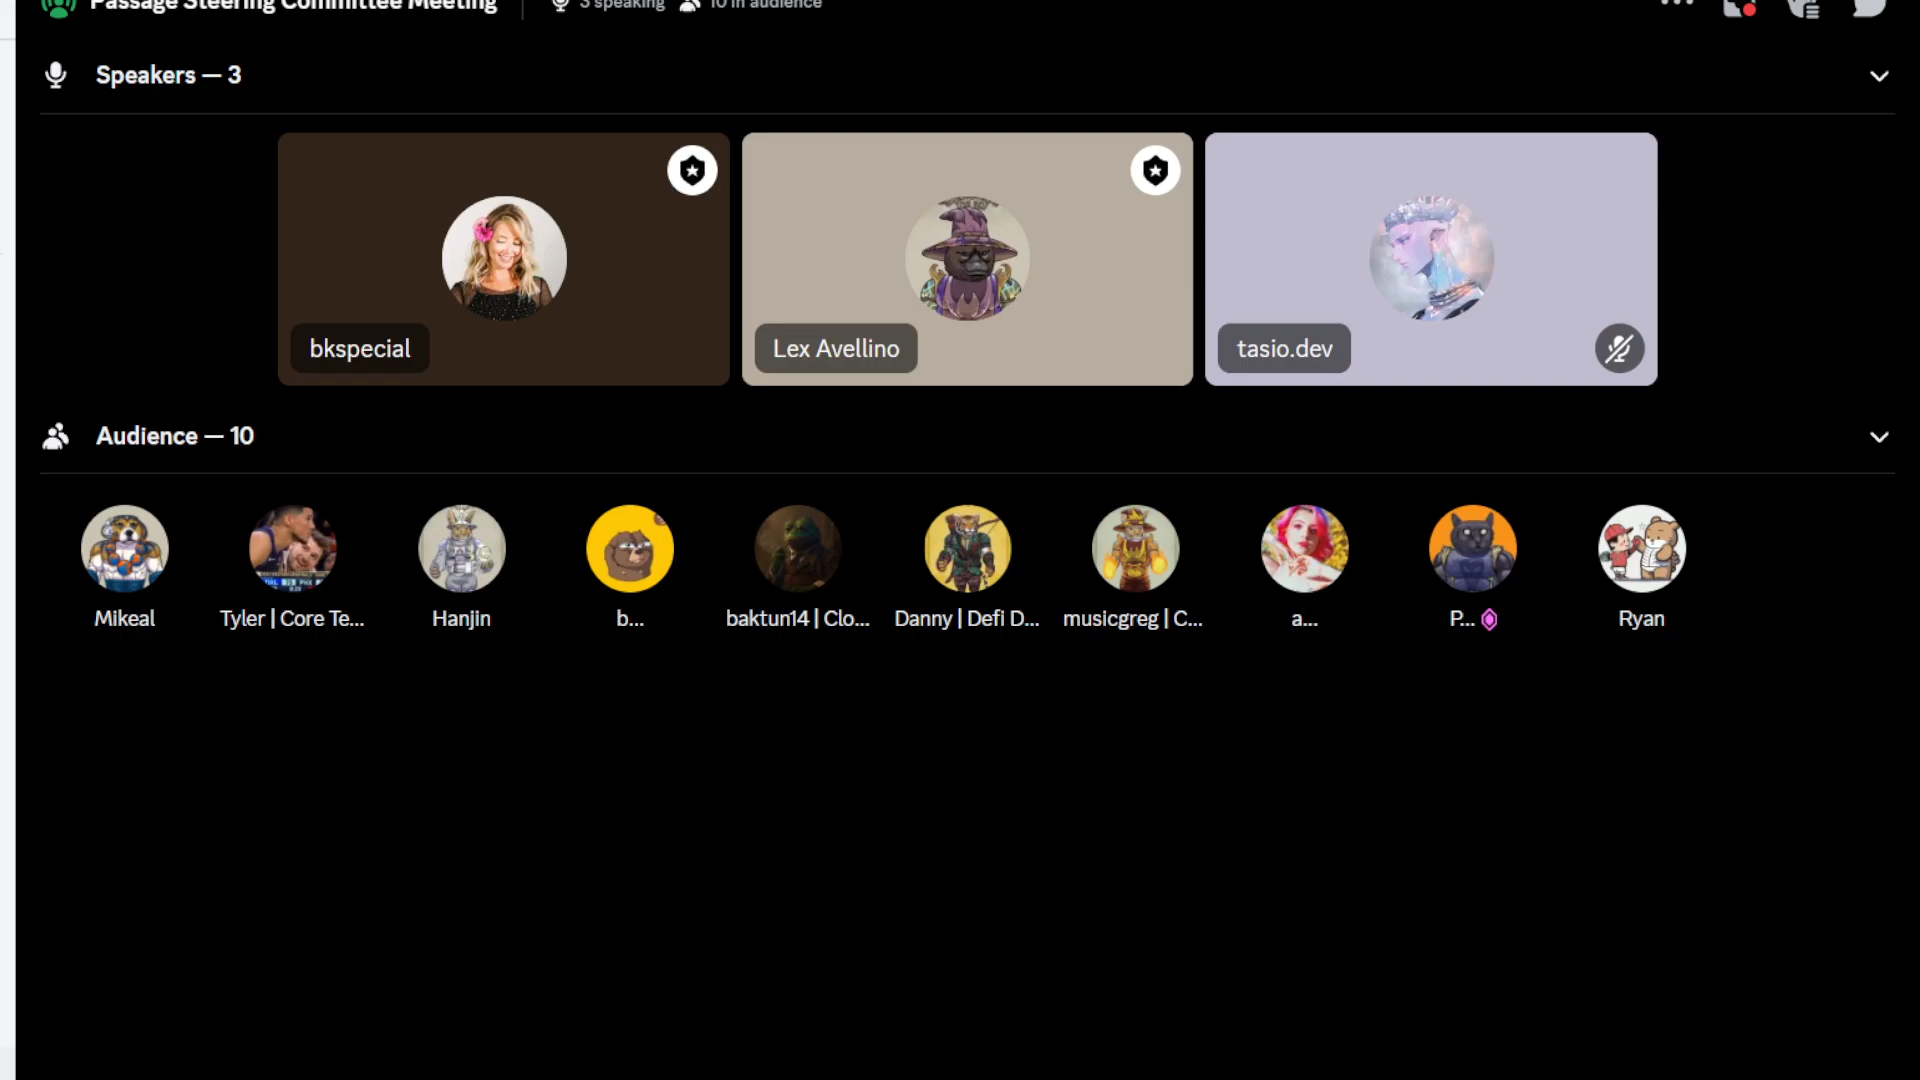 Passage Steering Committee Meeting
3 speaking
10 in audience
Speakers — 3
bkspecial
Lex Avellino
tasio.dev
Audience — 10
Mikeal
Tyler | Core Te...
Hanjin
b...
baktun14 | Clo...
Danny | Defi D...
musicgreg | C...
a...
P...
Ryan